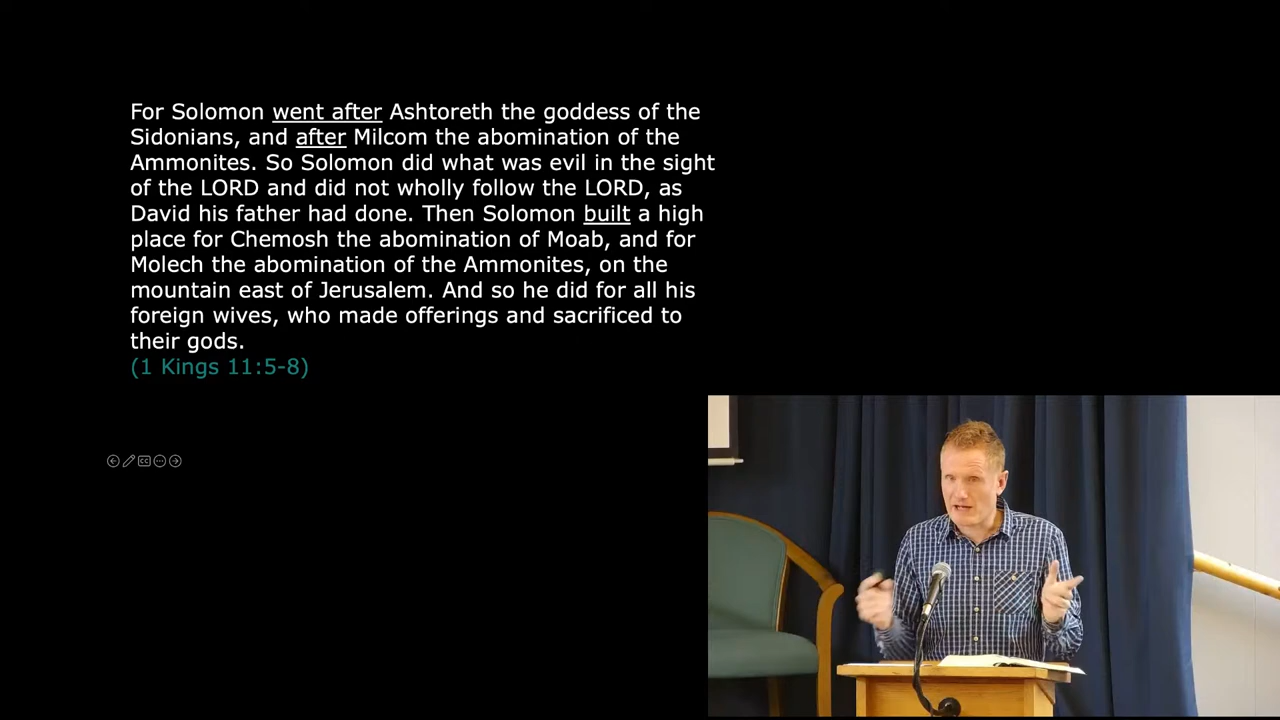 For Solomon went after Ashtoreth the goddess of the
Sidonians, and after Milcom the abomination of the
Ammonites. So Solomon did what was evil in the sight
of the LORD and did not wholly follow the LORD, as
David his father had done. Then Solomon built a high
place for Chemosh the abomination of Moab, and for
Molech the abomination of the Ammonites, on the
mountain east of Jerusalem. And so he did for all his
foreign wives, who made offerings and sacrificed to
their gods.
(1 Kings 11:5-8)
CC